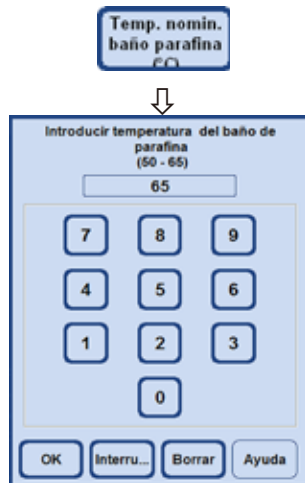 Temp. nomin.
baño parafina
(°C)
Introducir temperatura del baño de
parafina
(50 - 65)
65
7 8 9
4 5 6
1 2 3
0
OK Interru... Borrar Ayuda